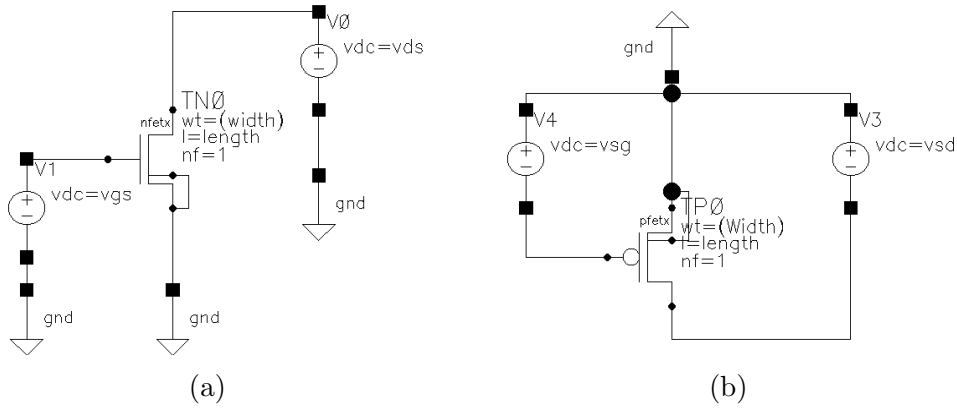 V0
vdc=vds
TN0
nfetx
wt=(width)
l=length
nf=1
V1
vdc=vgs
gnd
gnd
gnd
(a)
gnd
V4
vdc=vsg
V3
vdc=vsd
TP0
pfetx
wt=(Width)
l=length
nf=1
(b)